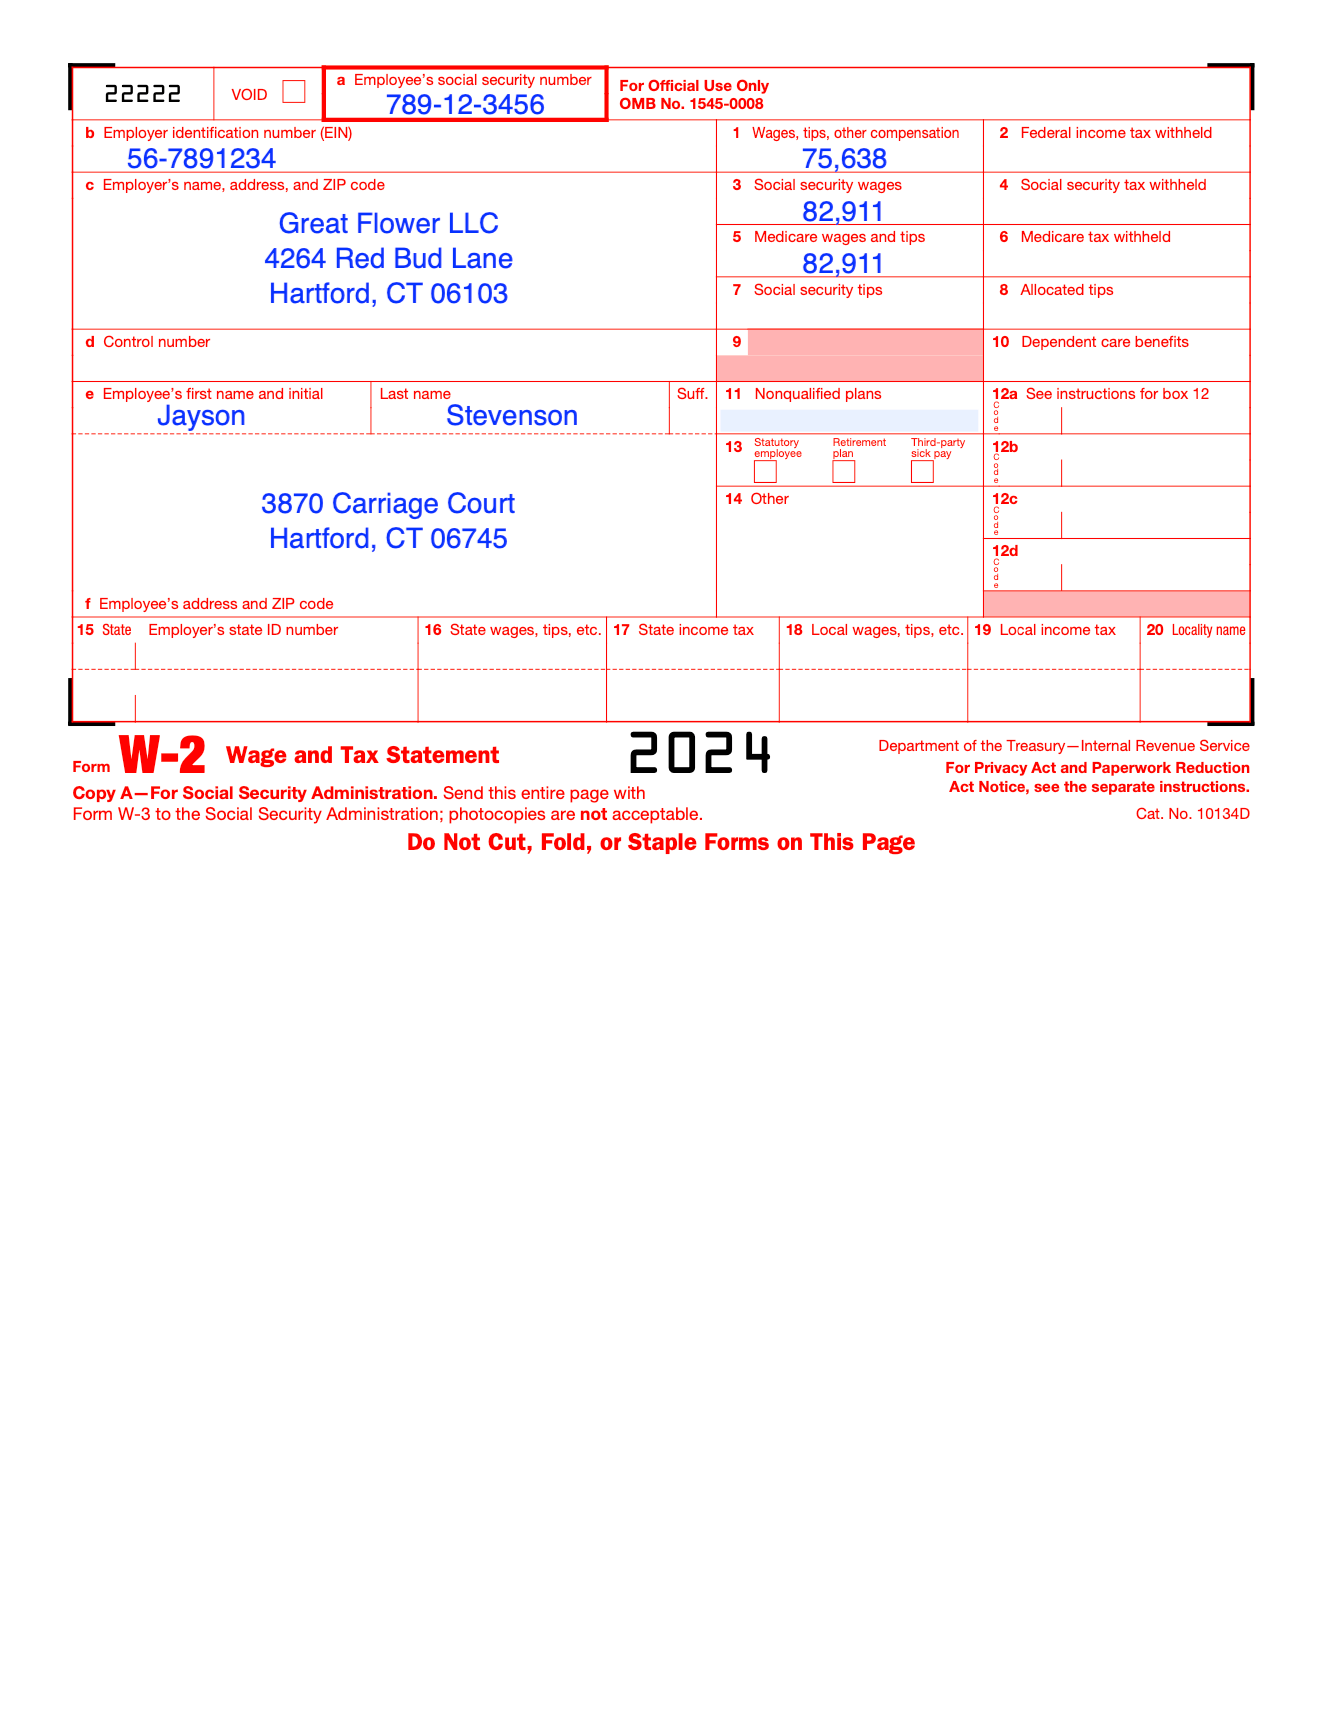 22222
VOID
a Employee's social security number
789-12-3456
For Official Use Only
OMB No. 1545-0008
b Employer identification number (EIN)
56-7891234
1 Wages, tips, other compensation
75,638
2 Federal income tax withheld
c Employer's name, address, and ZIP code
Great Flower LLC
4264 Red Bud Lane
Hartford, CT 06103
3 Social security wages
82,911
4 Social security tax withheld
5 Medicare wages and tips
82,911
6 Medicare tax withheld
7 Social security tips
8 Allocated tips
d Control number
9
10 Dependent care benefits
e Employee's first name and initial
Jayson
Last name
Stevenson
Suff.
11 Nonqualified plans
12a See instructions for box 12
Code
13
Statutory
employee
Retirement
plan
Third-party
sick pay
12b
Code
3870 Carriage Court
Hartford, CT 06745
14 Other
12c
Code
12d
Code
f Employee's address and ZIP code
15 State
Employer's state ID number
16 State wages, tips, etc.
17 State income tax
18 Local wages, tips, etc.
19 Local income tax
20 Locality name
Form W-2 Wage and Tax Statement
2024
Department of the Treasury—Internal Revenue Service
For Privacy Act and Paperwork Reduction
Act Notice, see the separate instructions.
Copy A—For Social Security Administration. Send this entire page with
Form W-3 to the Social Security Administration; photocopies are not acceptable.
Cat. No. 10134D
Do Not Cut, Fold, or Staple Forms on This Page